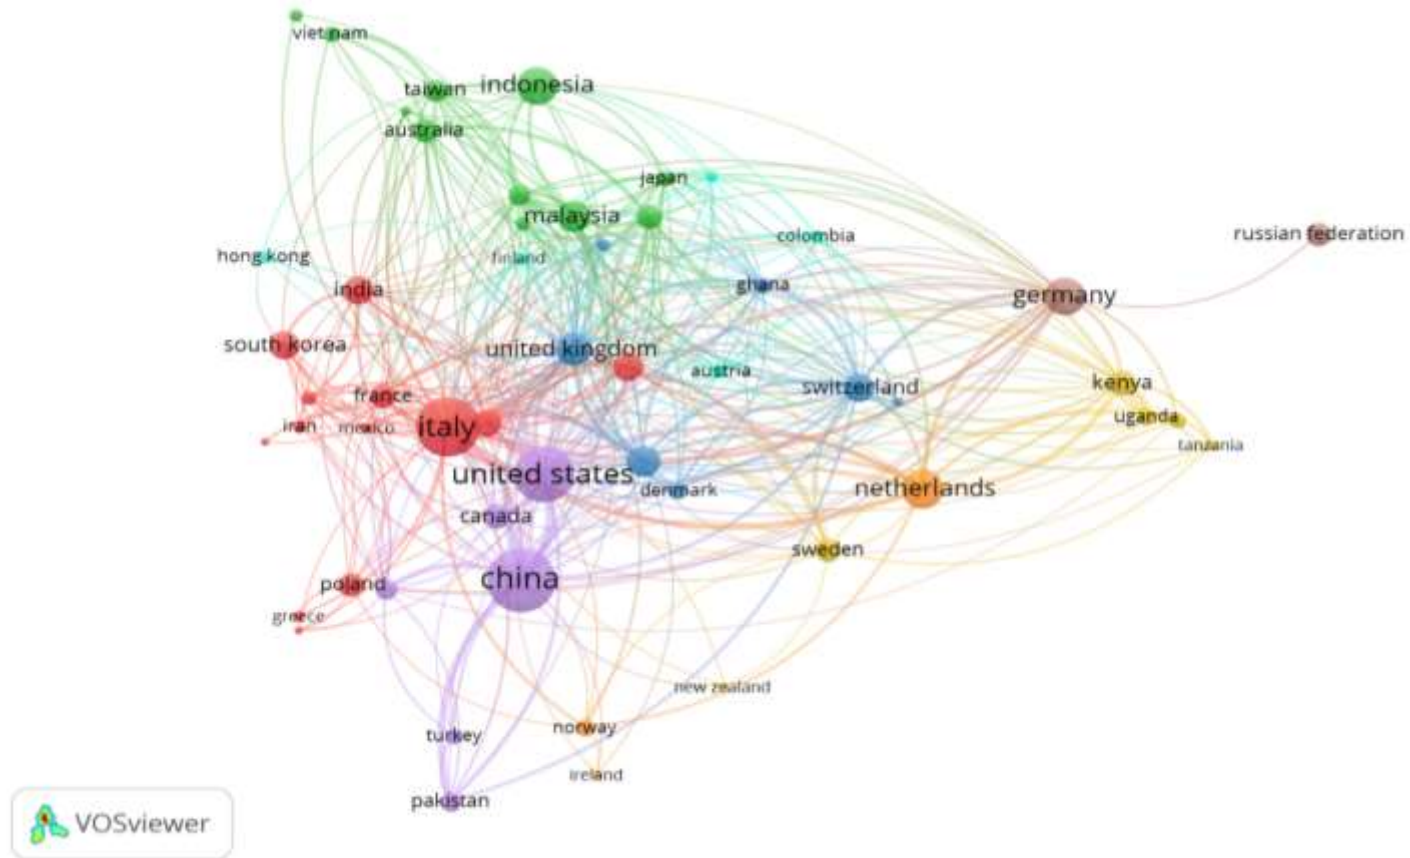 viet nam
taiwan
indonesia
australia
japan
malaysia
colombia
russian federation
hong kong
finland
ghana
india
germany
south korea
united kingdom
austria
switzerland
kenya
france
uganda
iran
mexico
italy
tanzania
united states
denmark
netherlands
canada
sweden
china
poland
greece
new zealand
turkey
norway
ireland
pakistan
VOSviewer